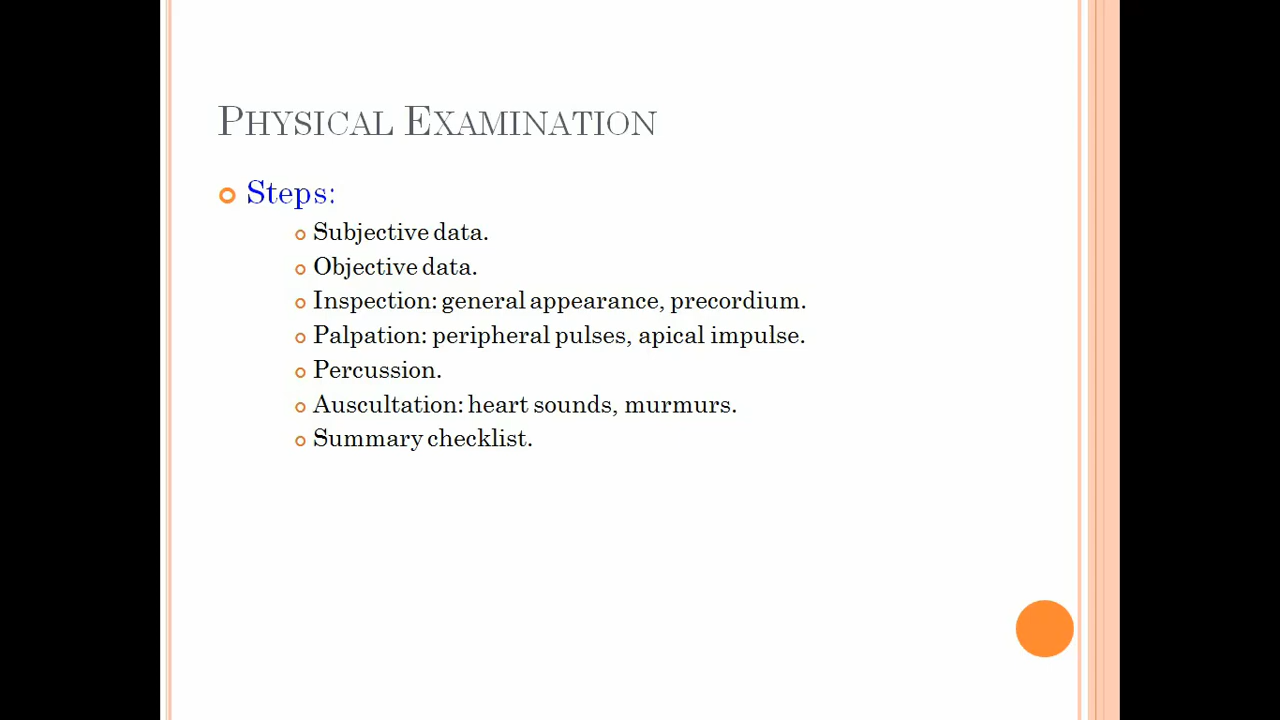 Physical Examination
Steps:
Subjective data.
Objective data.
Inspection: general appearance, precordium.
Palpation: peripheral pulses, apical impulse.
Percussion.
Auscultation: heart sounds, murmurs.
Summary checklist.